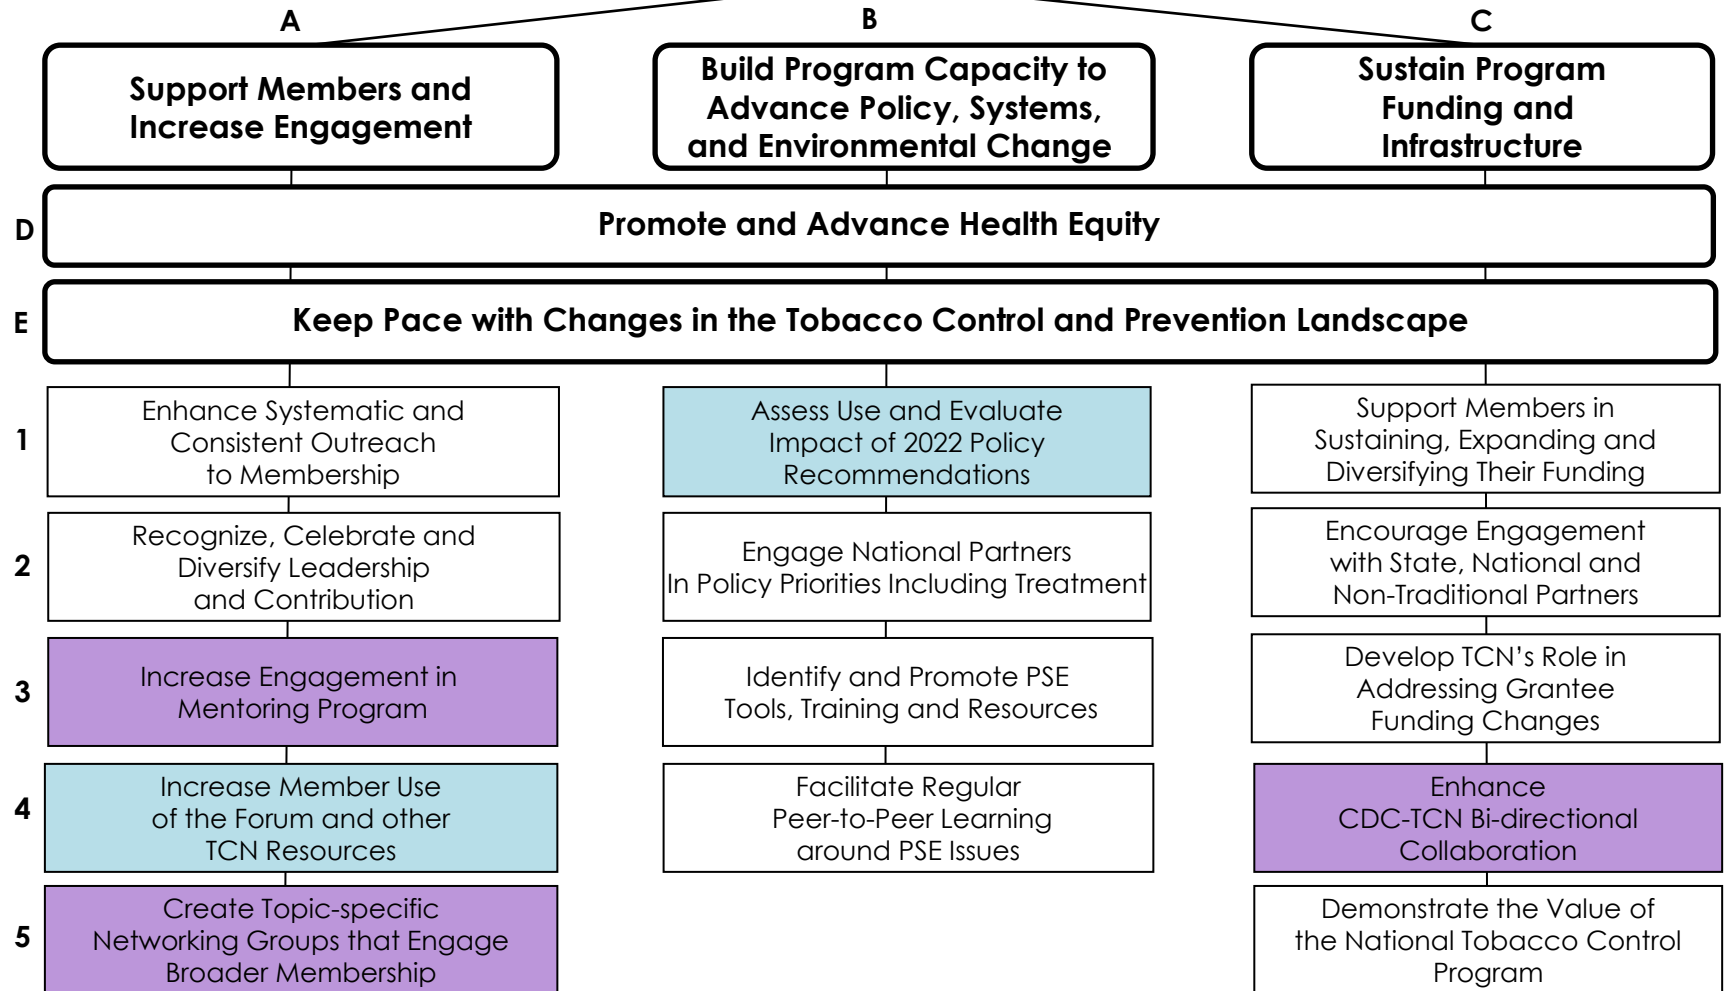 A
B
C
Support Members and
Increase Engagement
Build Program Capacity to
Advance Policy, Systems,
and Environmental Change
Sustain Program
Funding and
Infrastructure
D
Promote and Advance Health Equity
E
Keep Pace with Changes in the Tobacco Control and Prevention Landscape
1
Enhance Systematic and
Consistent Outreach
to Membership
Assess Use and Evaluate
Impact of 2022 Policy
Recommendations
Support Members in
Sustaining, Expanding and
Diversifying Their Funding
2
Recognize, Celebrate and
Diversify Leadership
and Contribution
Engage National Partners
In Policy Priorities Including Treatment
Encourage Engagement
with State, National and
Non-Traditional Partners
3
Increase Engagement in
Mentoring Program
Identify and Promote PSE
Tools, Training and Resources
Develop TCN’s Role in
Addressing Grantee
Funding Changes
4
Increase Member Use
of the Forum and other
TCN Resources
Facilitate Regular
Peer-to-Peer Learning
around PSE Issues
Enhance
CDC-TCN Bi-directional
Collaboration
5
Create Topic-specific
Networking Groups that Engage
Broader Membership
Demonstrate the Value of
the National Tobacco Control
Program